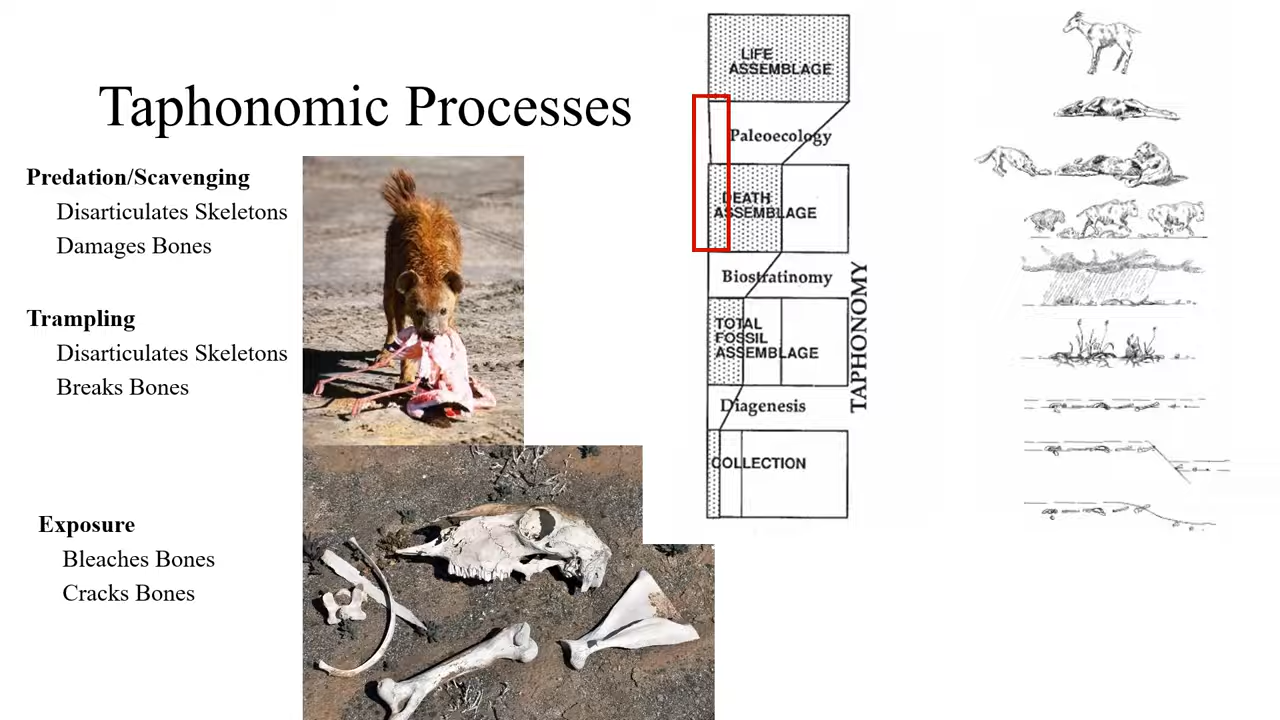 Taphonomic Processes
Predation/Scavenging
Disarticulates Skeletons
Damages Bones
Trampling
Disarticulates Skeletons
Breaks Bones
Exposure
Bleaches Bones
Cracks Bones
LIFE
ASSEMBLAGE
Paleoecology
DEATH
ASSEMBLAGE
Biostratinomy
TOTAL
FOSSIL
ASSEMBLAGE
Diagenesis
COLLECTION
TAPHONOMY